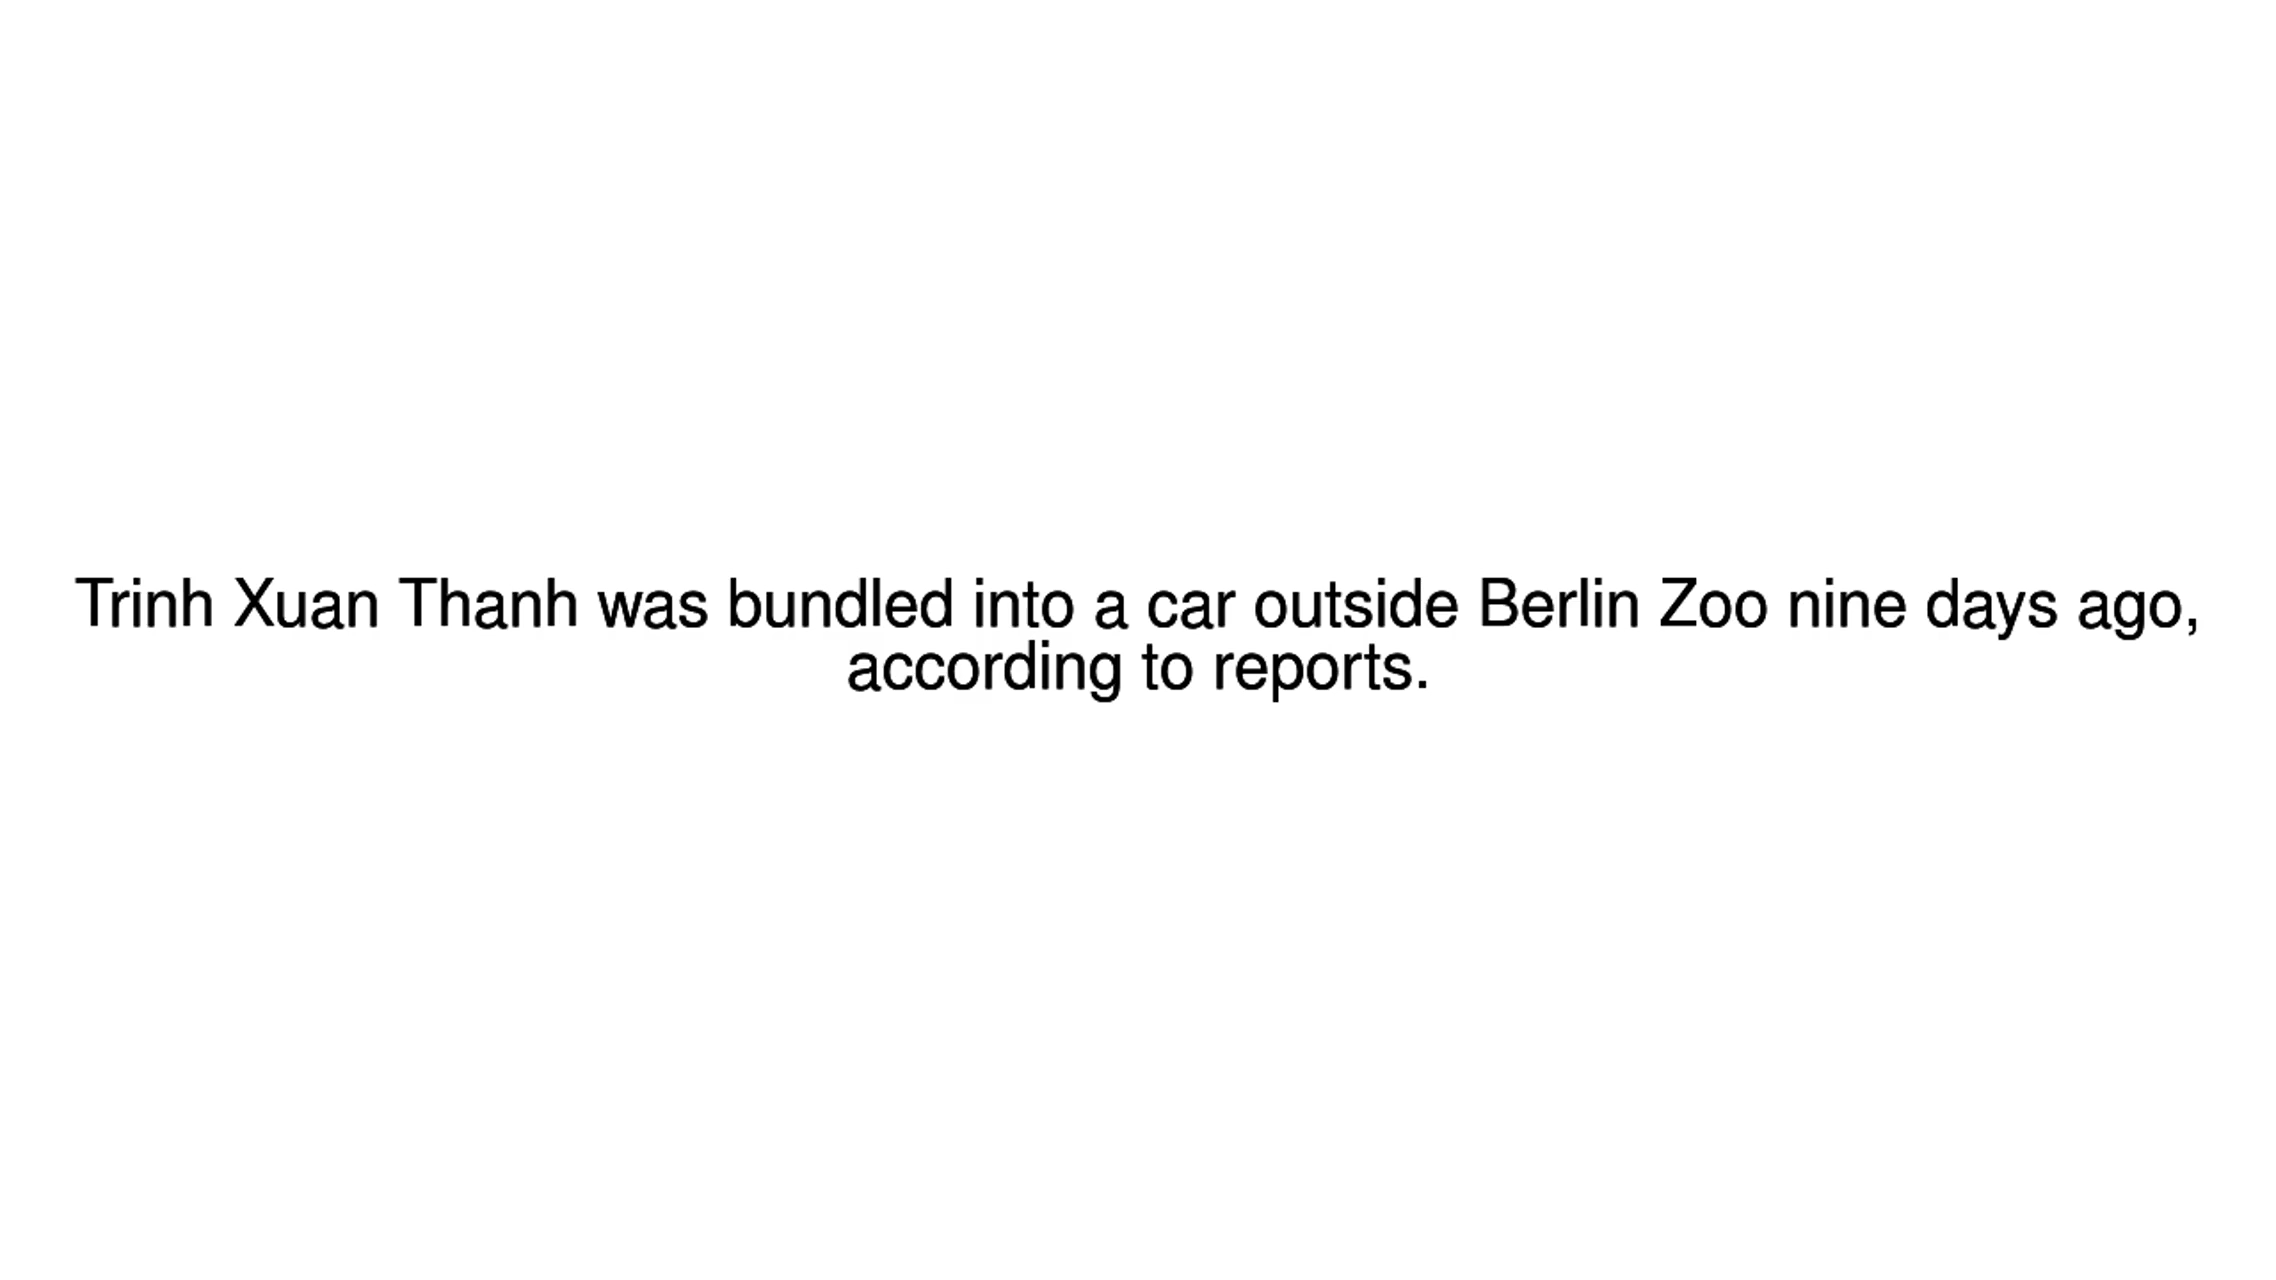 Trinh Xuan Thanh was bundled into a car outside Berlin Zoo nine days ago,
according to reports.